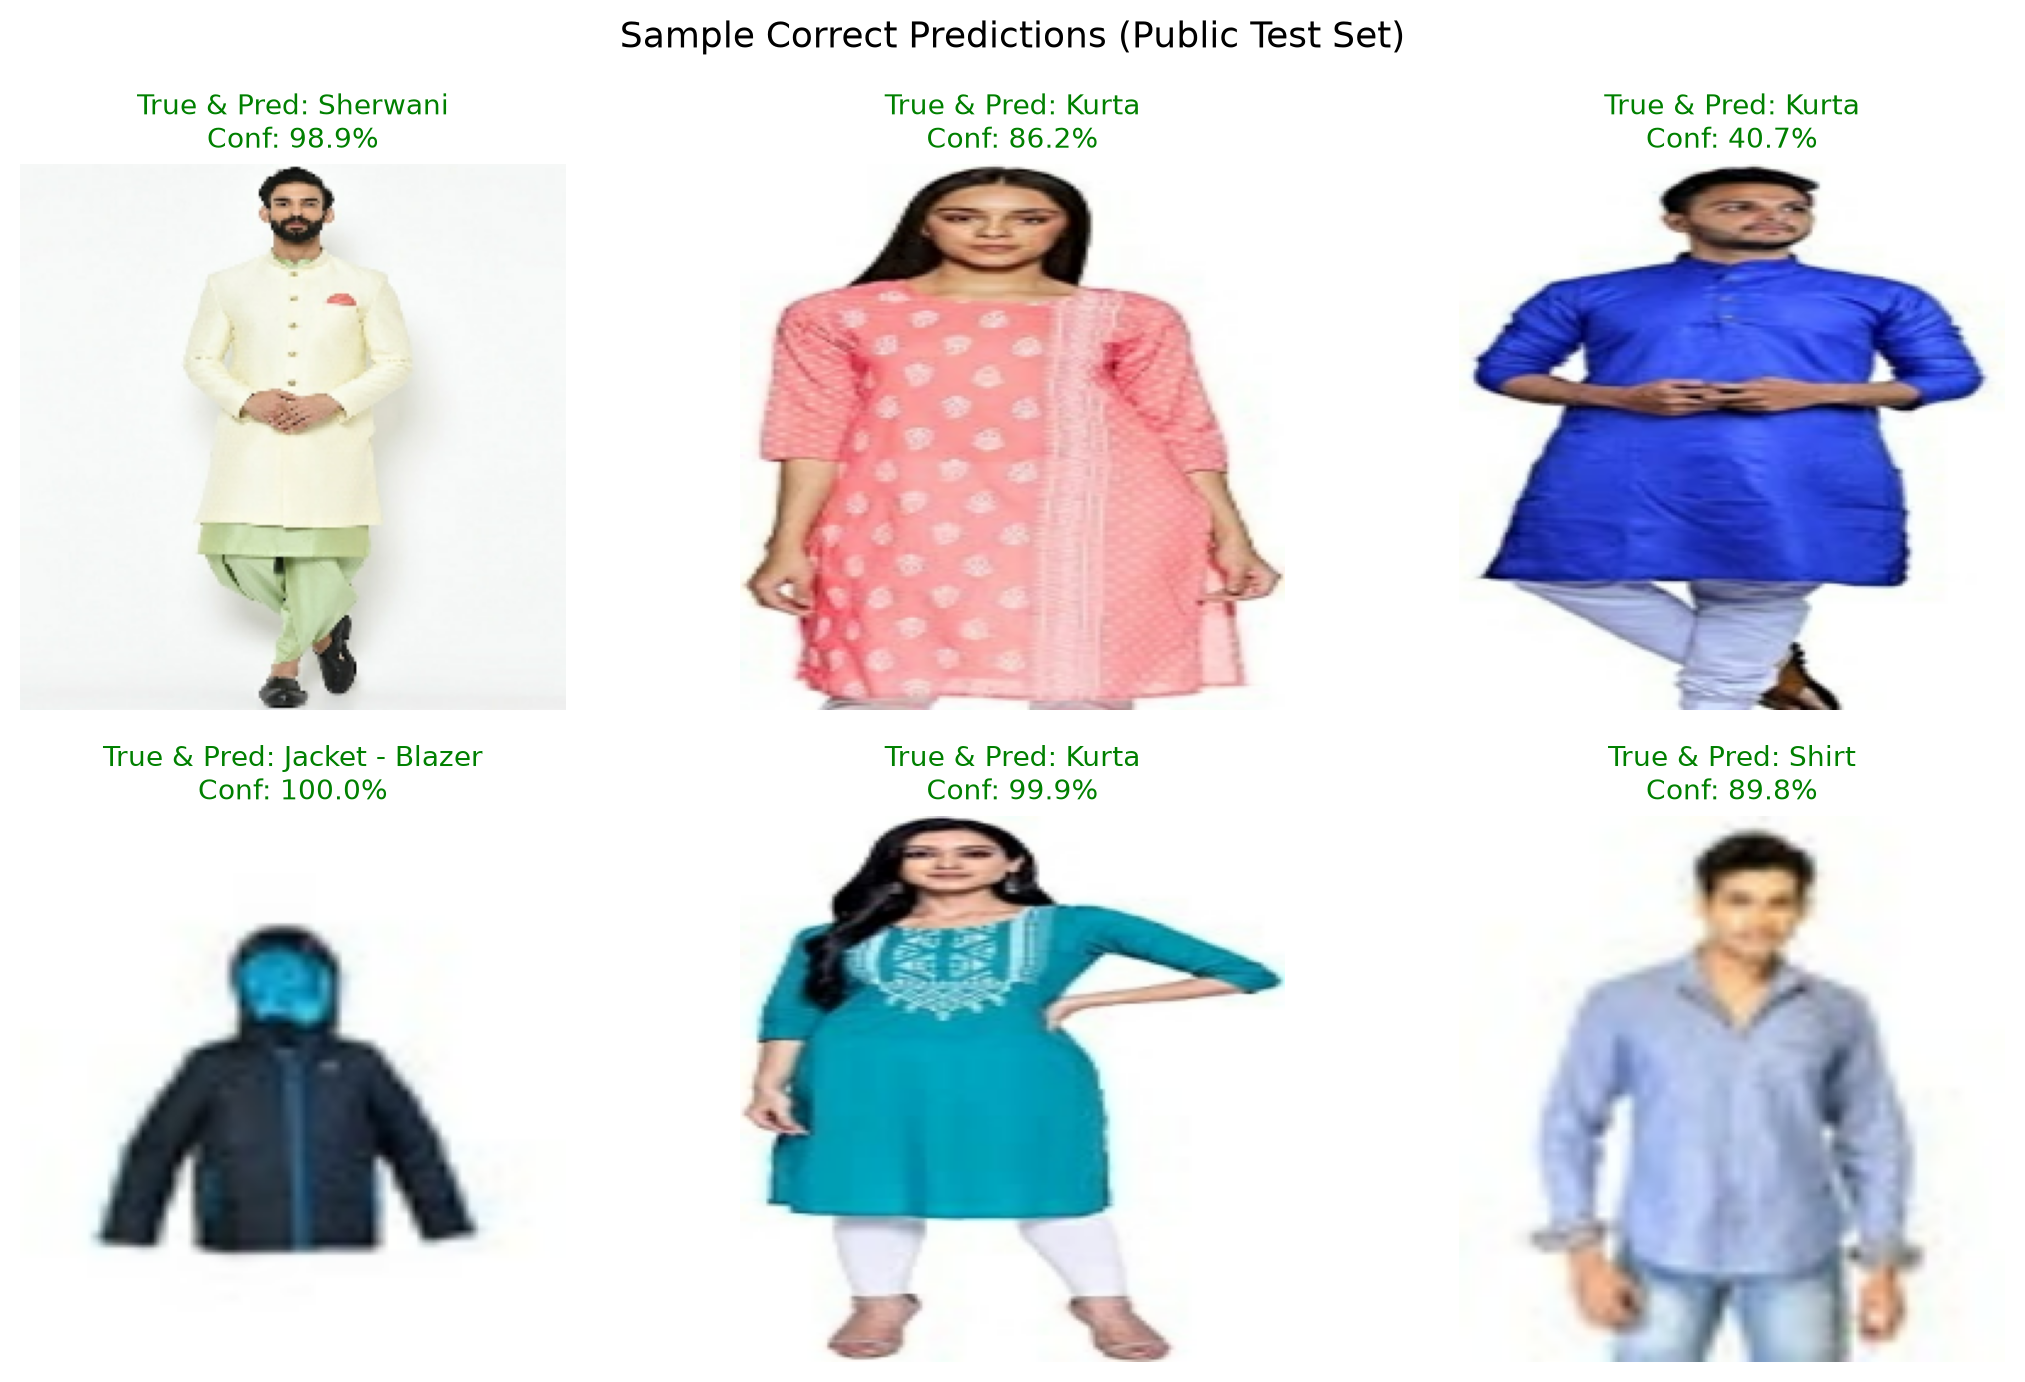 Sample Correct Predictions (Public Test Set)
True & Pred: Sherwani
Conf: 98.9%
True & Pred: Kurta
Conf: 86.2%
True & Pred: Kurta
Conf: 40.7%
True & Pred: Jacket - Blazer
Conf: 100.0%
True & Pred: Kurta
Conf: 99.9%
True & Pred: Shirt
Conf: 89.8%